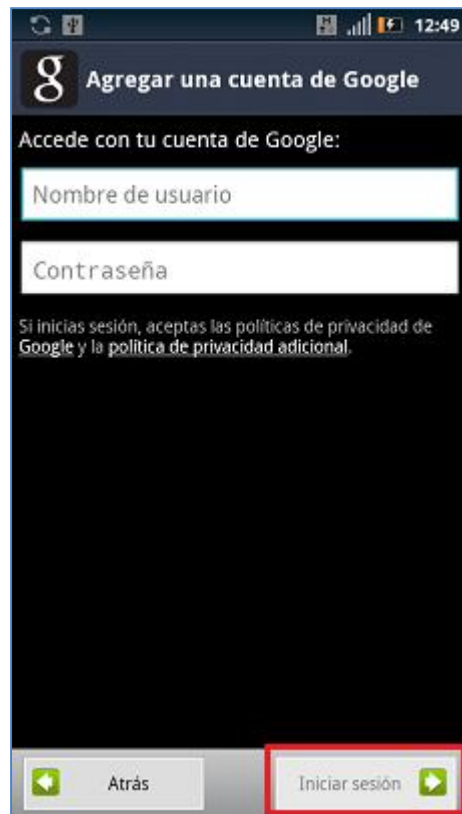 12:49
g Agregar una cuenta de Google
Accede con tu cuenta de Google:
Nombre de usuario
Contraseña
Si inicias sesión, aceptas las políticas de privacidad de
Google y la política de privacidad adicional.
Atrás
Iniciar sesión